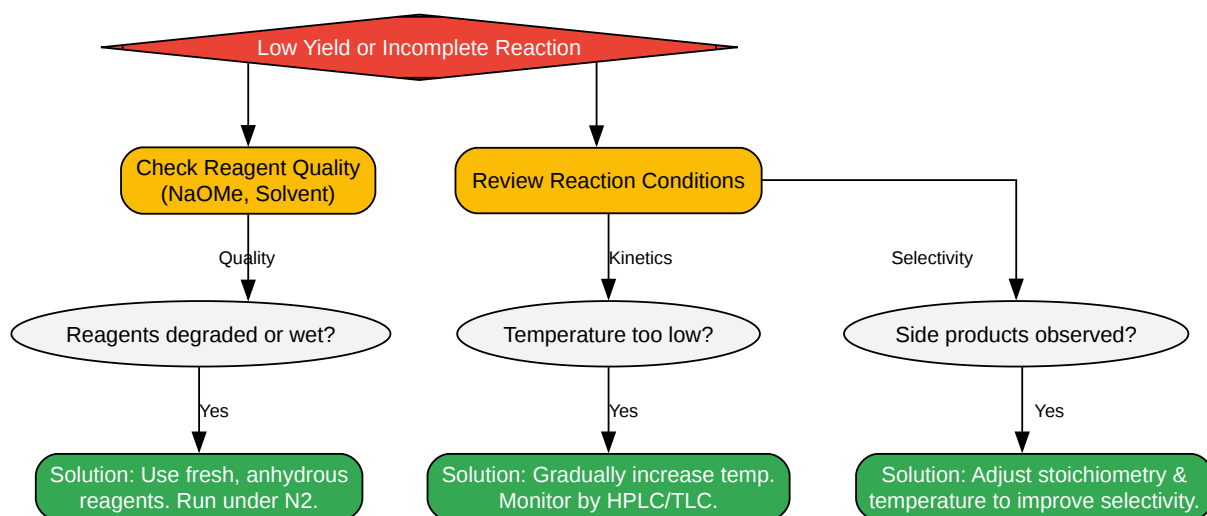 Low Yield or Incomplete Reaction
Check Reagent Quality
(NaOMe, Solvent)
Review Reaction Conditions
Quality
Kinetics
Selectivity
Reagents degraded or wet?
Temperature too low?
Side products observed?
Yes
Yes
Yes
Solution: Use fresh, anhydrous
reagents. Run under N2.
Solution: Gradually increase temp.
Monitor by HPLC/TLC.
Solution: Adjust stoichiometry &
temperature to improve selectivity.